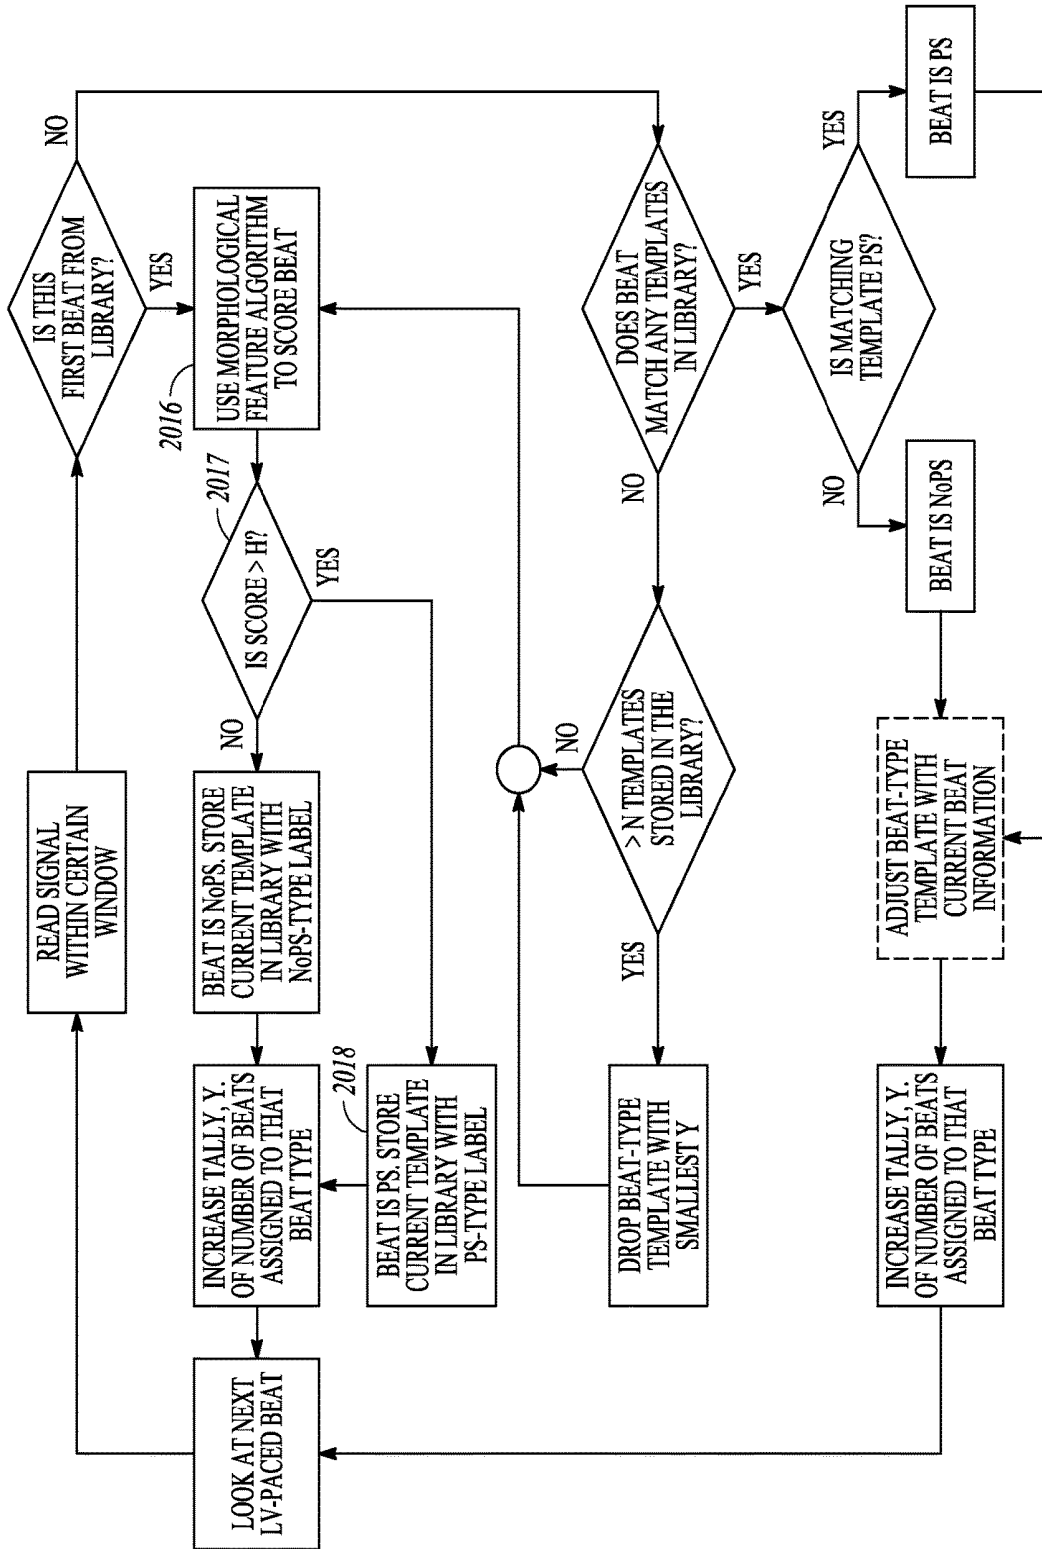 READ SIGNAL
WITHIN CERTAIN
WINDOW
IS THIS
FIRST BEAT FROM
LIBRARY?
NO
YES
LOOK AT NEXT
LV-PACED BEAT
INCREASE TALLY, Y.
OF NUMBER OF BEATS
ASSIGNED TO THAT
BEAT TYPE
BEAT IS NoPS. STORE
CURRENT TEMPLATE
IN LIBRARY WITH
NoPS-TYPE LABEL
NO
IS SCORE > H?
2017
YES
2016
USE MORPHOLOGICAL
FEATURE ALGORITHM
TO SCORE BEAT
2018
BEAT IS PS. STORE
CURRENT TEMPLATE
IN LIBRARY WITH
PS-TYPE LABEL
DROP BEAT-TYPE
TEMPLATE WITH
SMALLEST Y
YES
> N TEMPLATES
STORED IN THE
LIBRARY?
NO
NO
DOES BEAT
MATCH ANY TEMPLATES
IN LIBRARY?
YES
INCREASE TALLY, Y.
OF NUMBER OF BEATS
ASSIGNED TO THAT
BEAT TYPE
ADJUST BEAT-TYPE
TEMPLATE WITH
CURRENT BEAT
INFORMATION
BEAT IS NoPS
NO
IS MATCHING
TEMPLATE PS?
YES
BEAT IS PS